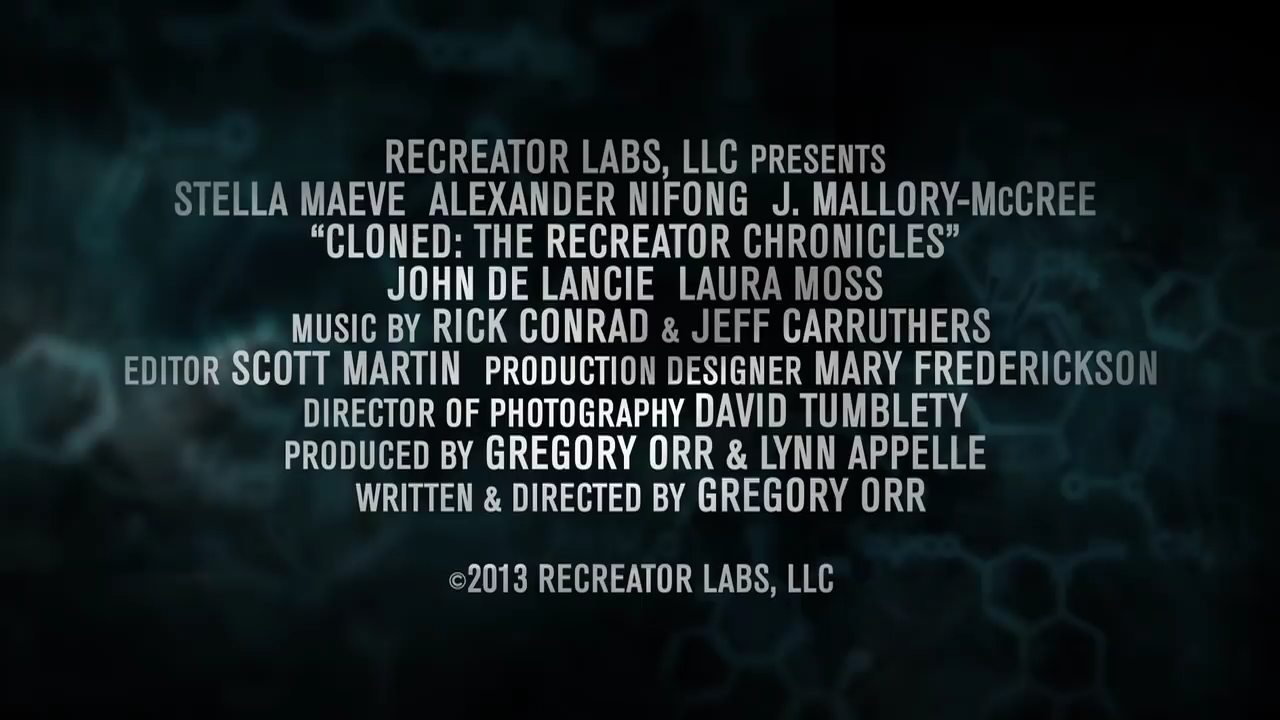 RECREATOR LABS, LLC PRESENTS
STELLA MAEVE ALEXANDER NIFONG J. MALLORY-McCREE
“CLONED: THE RECREATOR CHRONICLES”
JOHN DE LANCIE LAURA MOSS
MUSIC BY RICK CONRAD & JEFF CARRUTHERS
EDITOR SCOTT MARTIN PRODUCTION DESIGNER MARY FREDERICKSON
DIRECTOR OF PHOTOGRAPHY DAVID TUMBLETY
PRODUCED BY GREGORY ORR & LYNN APPELLE
WRITTEN & DIRECTED BY GREGORY ORR
©2013 RECREATOR LABS, LLC